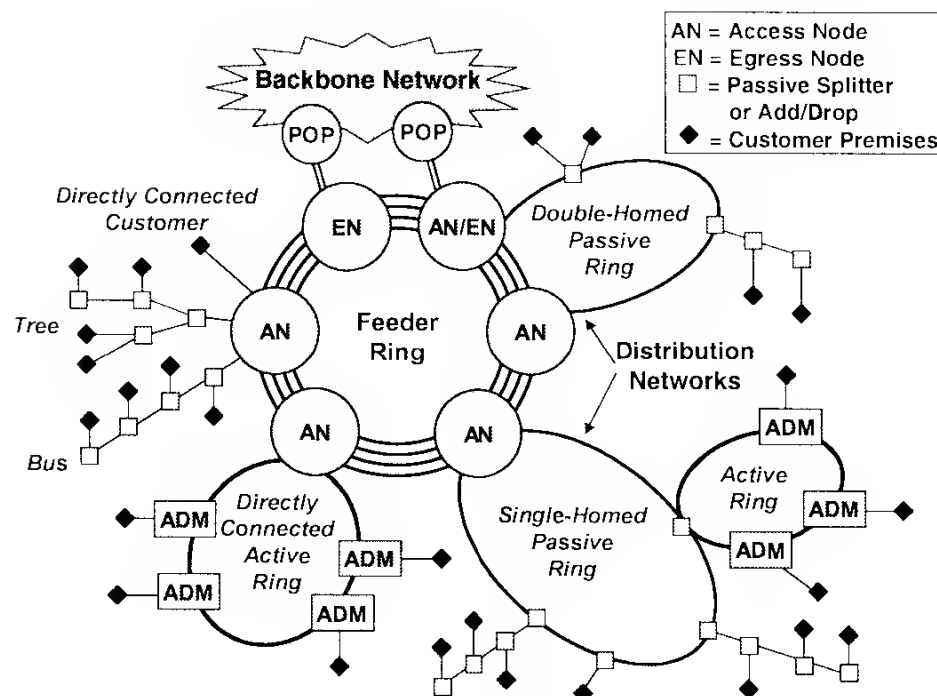 AN = Access Node
EN = Egress Node
= Passive Splitter
or Add/Drop
= Customer Premises
Backbone Network
POP
POP
Directly Connected
Customer
EN
AN/EN
Double-Homed
Passive
Ring
Tree
AN
Feeder
Ring
AN
Distribution
Networks
Bus
AN
AN
ADM
Active
Ring
ADM
ADM
Directly
Connected
Active
Ring
ADM
ADM
ADM
ADM
Single-Homed
Passive
Ring